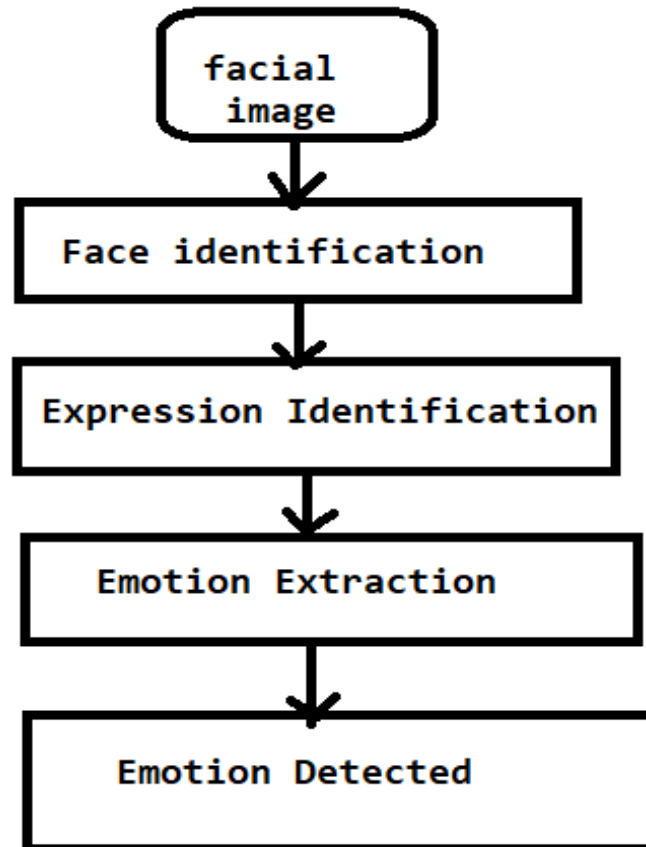 facial
image
Face identification
Expression Identification
Emotion Extraction
Emotion Detected